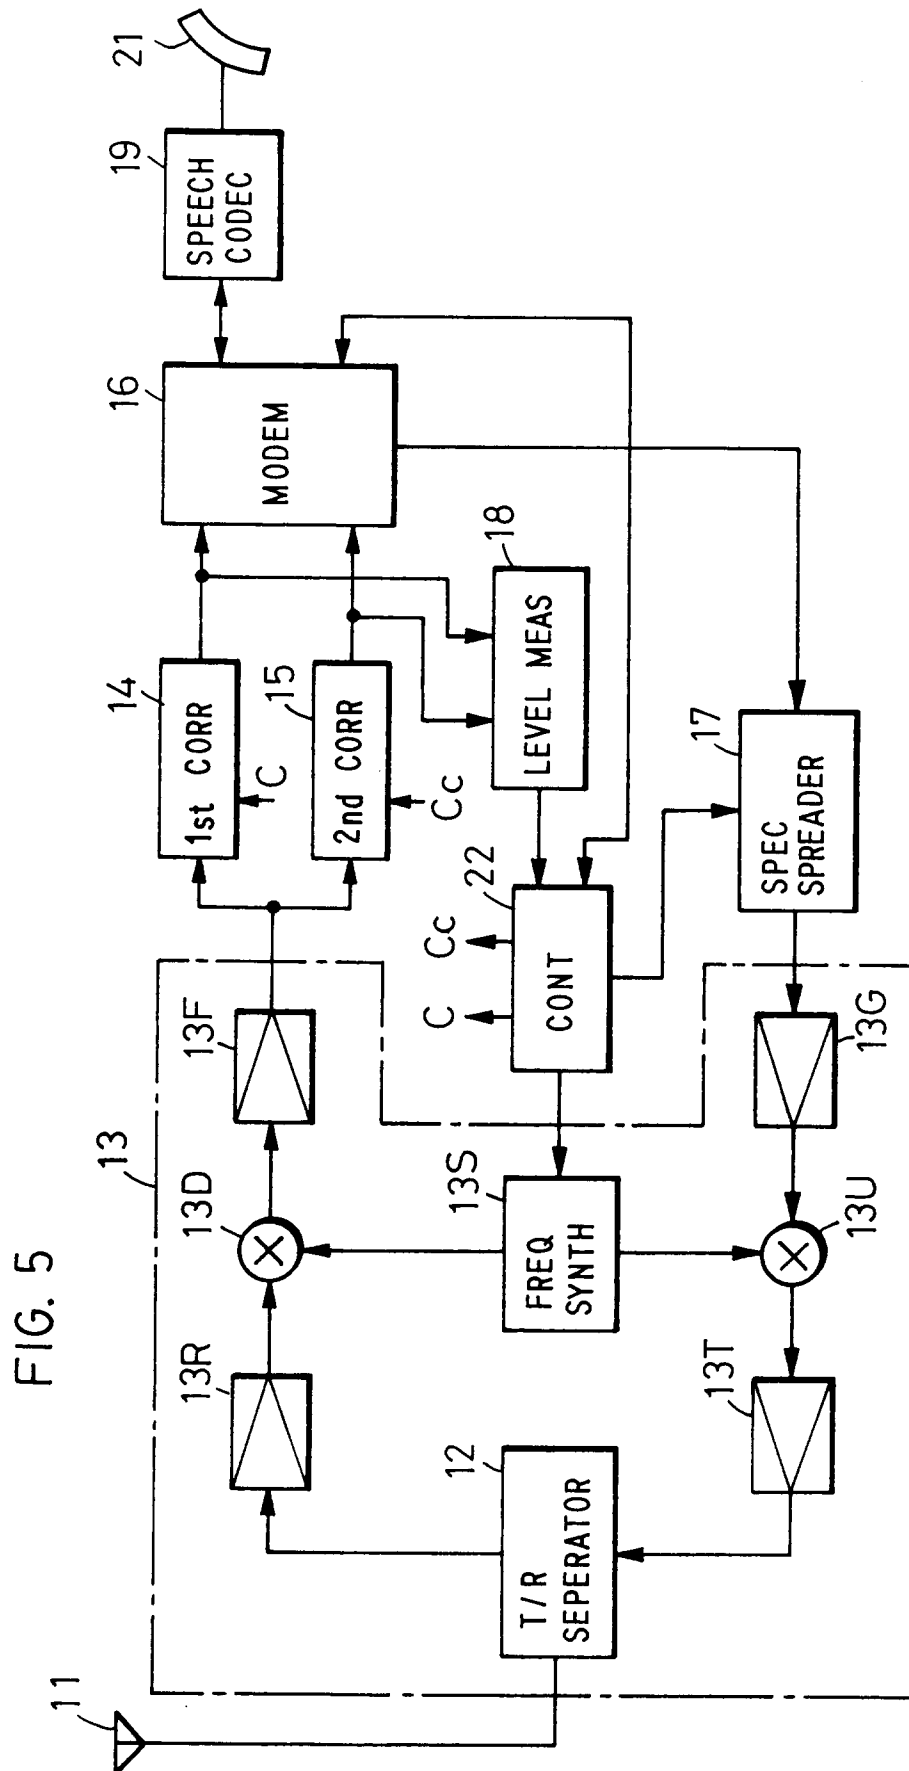 FIG. 5
11
13
12
T/R
SEPERATOR
13R
13D
13F
13S
FREQ
SYNTH
13T
13U
13G
14
1st CORR
C
15
2nd CORR
Cc
22
CONT
C
Cc
18
LEVEL MEAS
17
SPEC
SPREADER
16
MODEM
19
SPEECH
CODEC
21